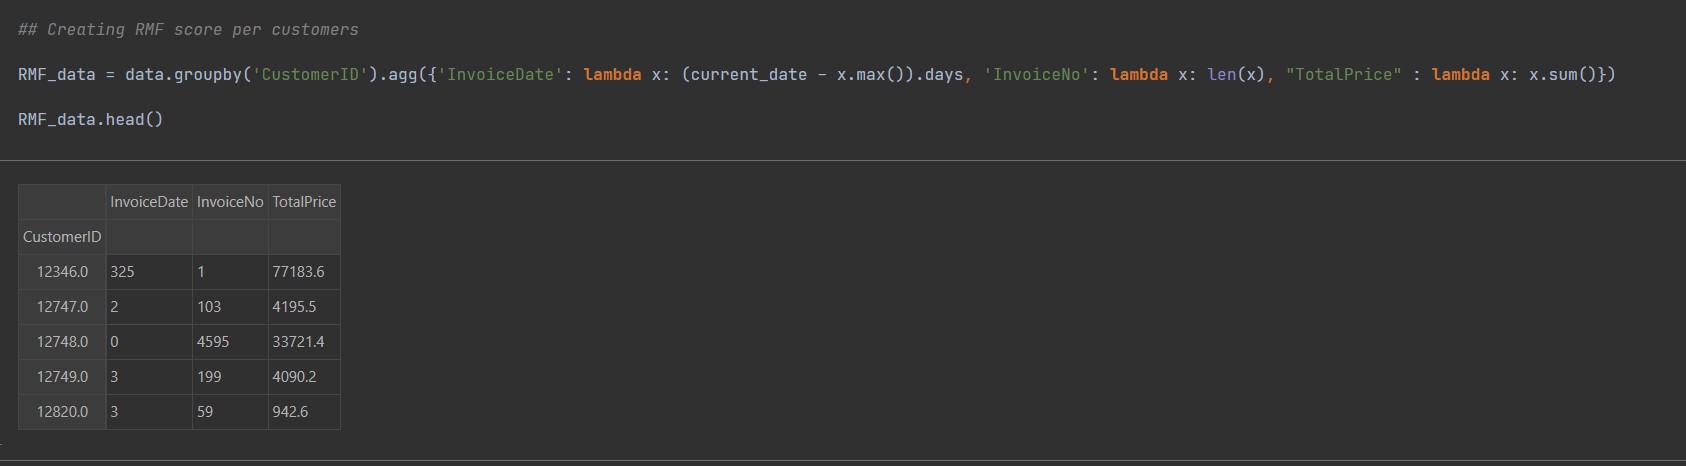 ## Creating RMF score per customers
RMF_data = data.groupby('CustomerID').agg({'InvoiceDate': lambda x: (current_date - x.max()).days, 'InvoiceNo': lambda x: len(x), "TotalPrice" : lambda x: x.sum()})
RMF_data.head()
InvoiceDate InvoiceNo TotalPrice
CustomerID
12346.0 325 1 77183.6
12747.0 2 103 4195.5
12748.0 0 4595 33721.4
12749.0 3 199 4090.2
12820.0 3 59 942.6